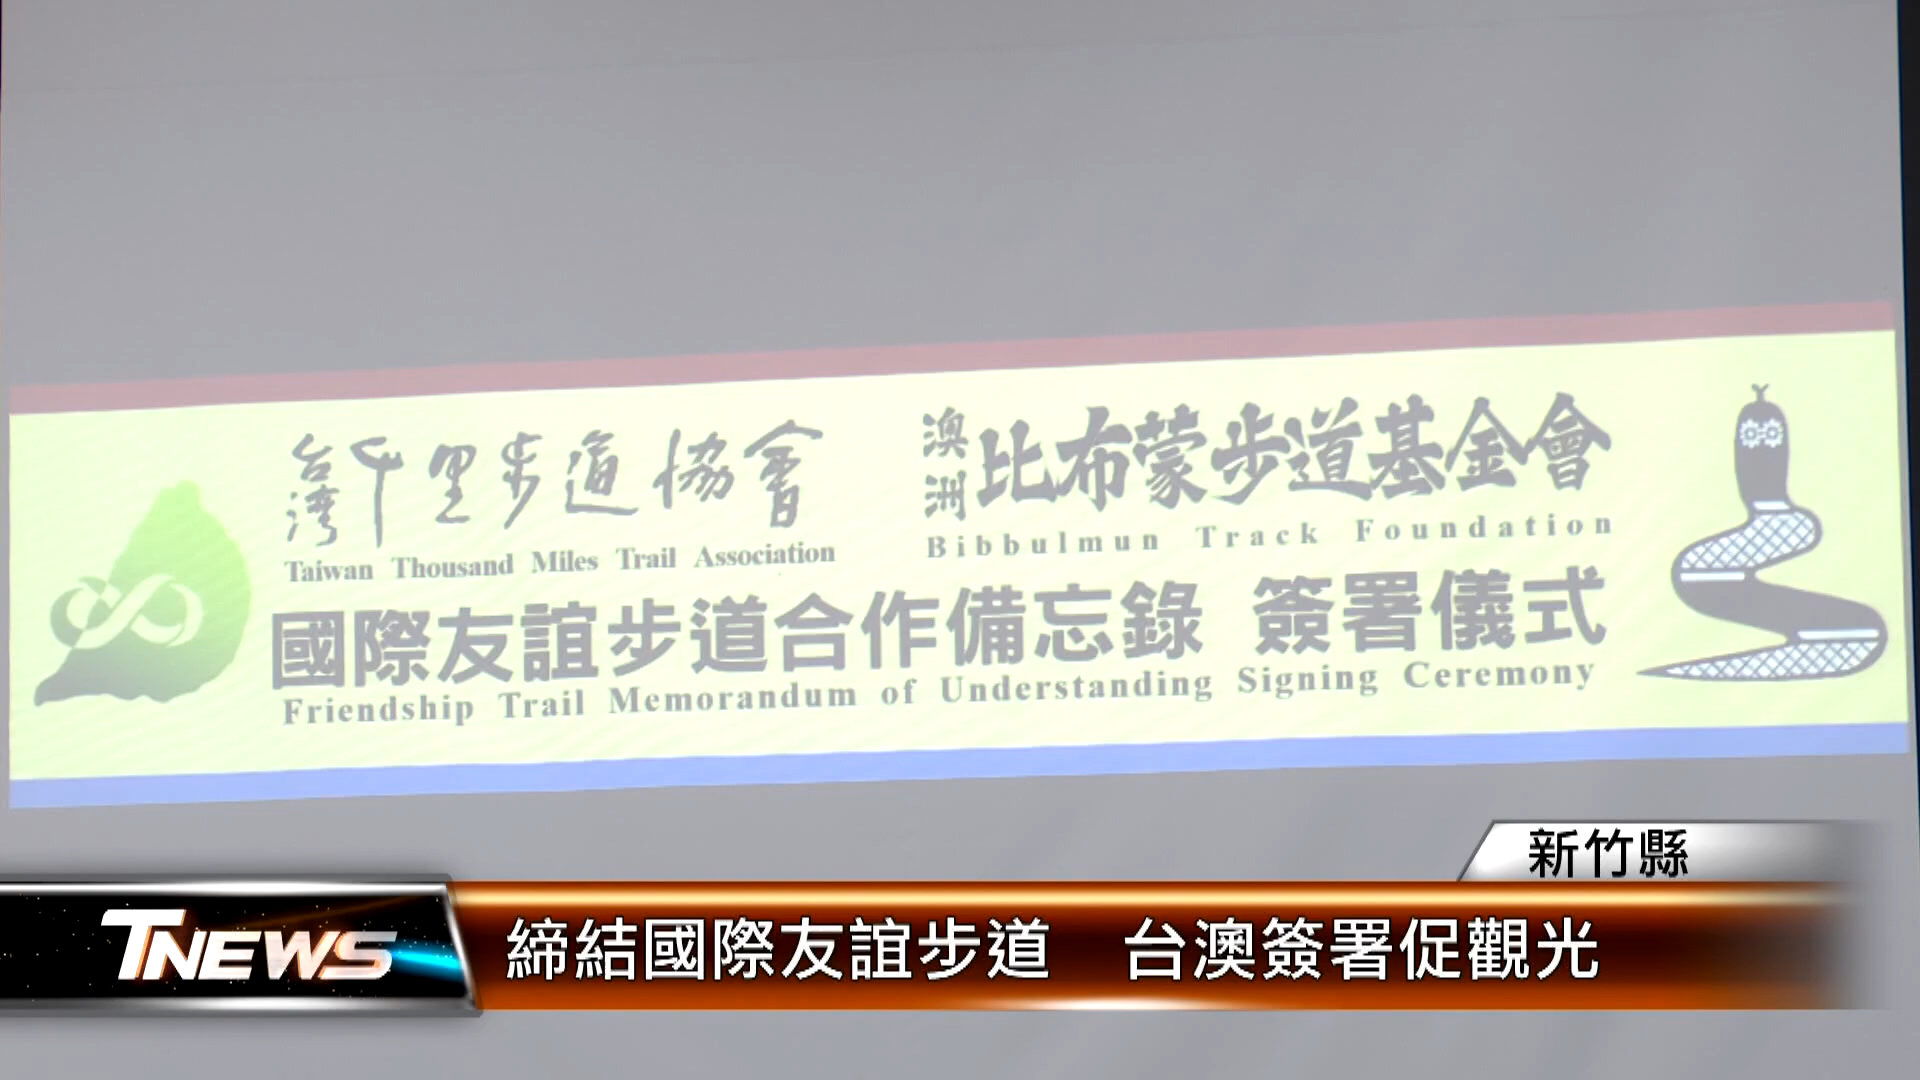 台灣千里步道協會
Taiwan Thousand Miles Trail Association
澳洲比布蒙步道基金會
Bibbulmun Track Foundation
國際友誼步道合作備忘錄 簽署儀式
Friendship Trail Memorandum of Understanding Signing Ceremony
新竹縣
TNEWS
締結國際友誼步道 台澳簽署促觀光